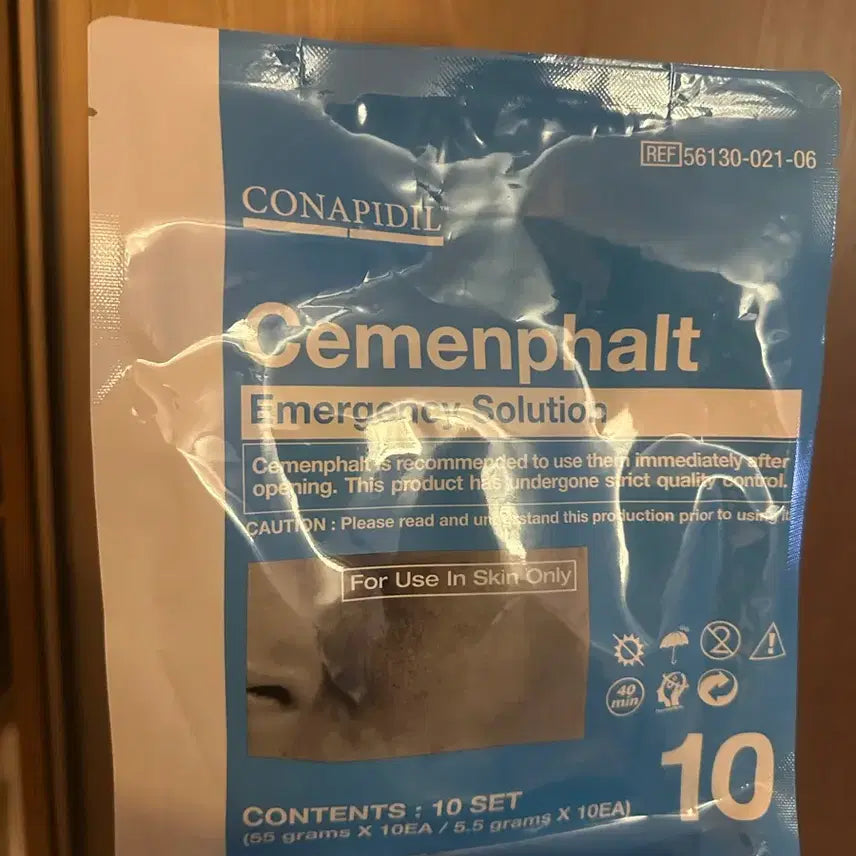 REF 56130-021-06
CONAPIDIL
Cemenphalt
Emergency Solution
Cemenphalt is recommended to use them immediately after
opening. This product has undergone strict quality control.
CAUTION : Please read and understand this production prior to using it
For Use In Skin Only
2
40
min
10
CONTENTS : 10 SET
(55 grams X 10EA / 5.5 grams X 10EA)